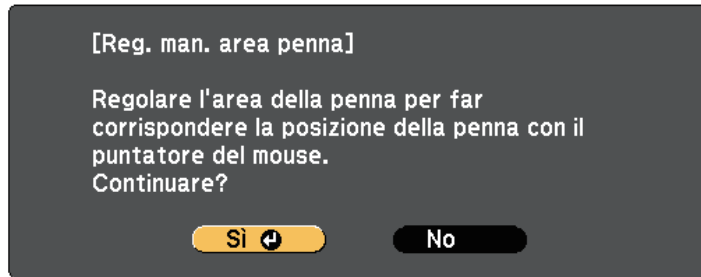 [Reg. man. area penna]
Regolare l'area della penna per far
corrispondere la posizione della penna con il
puntatore del mouse.
Continuare?
Sì No